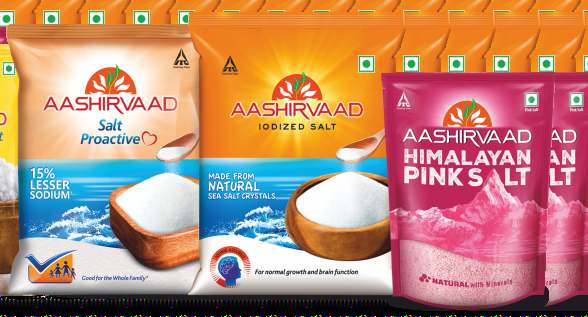 AASHIRVAAD
Salt
Proactive
15%
LESSER
SODIUM
Good for the Whole Family*
AASHIRVAAD
IODIZED SALT
MADE FROM
NATURAL
SEA SALT CRYSTALS
For normal growth and brain function
AASHIRVAAD
HIMALAYAN
PINK SALT
NATURAL with Minerals